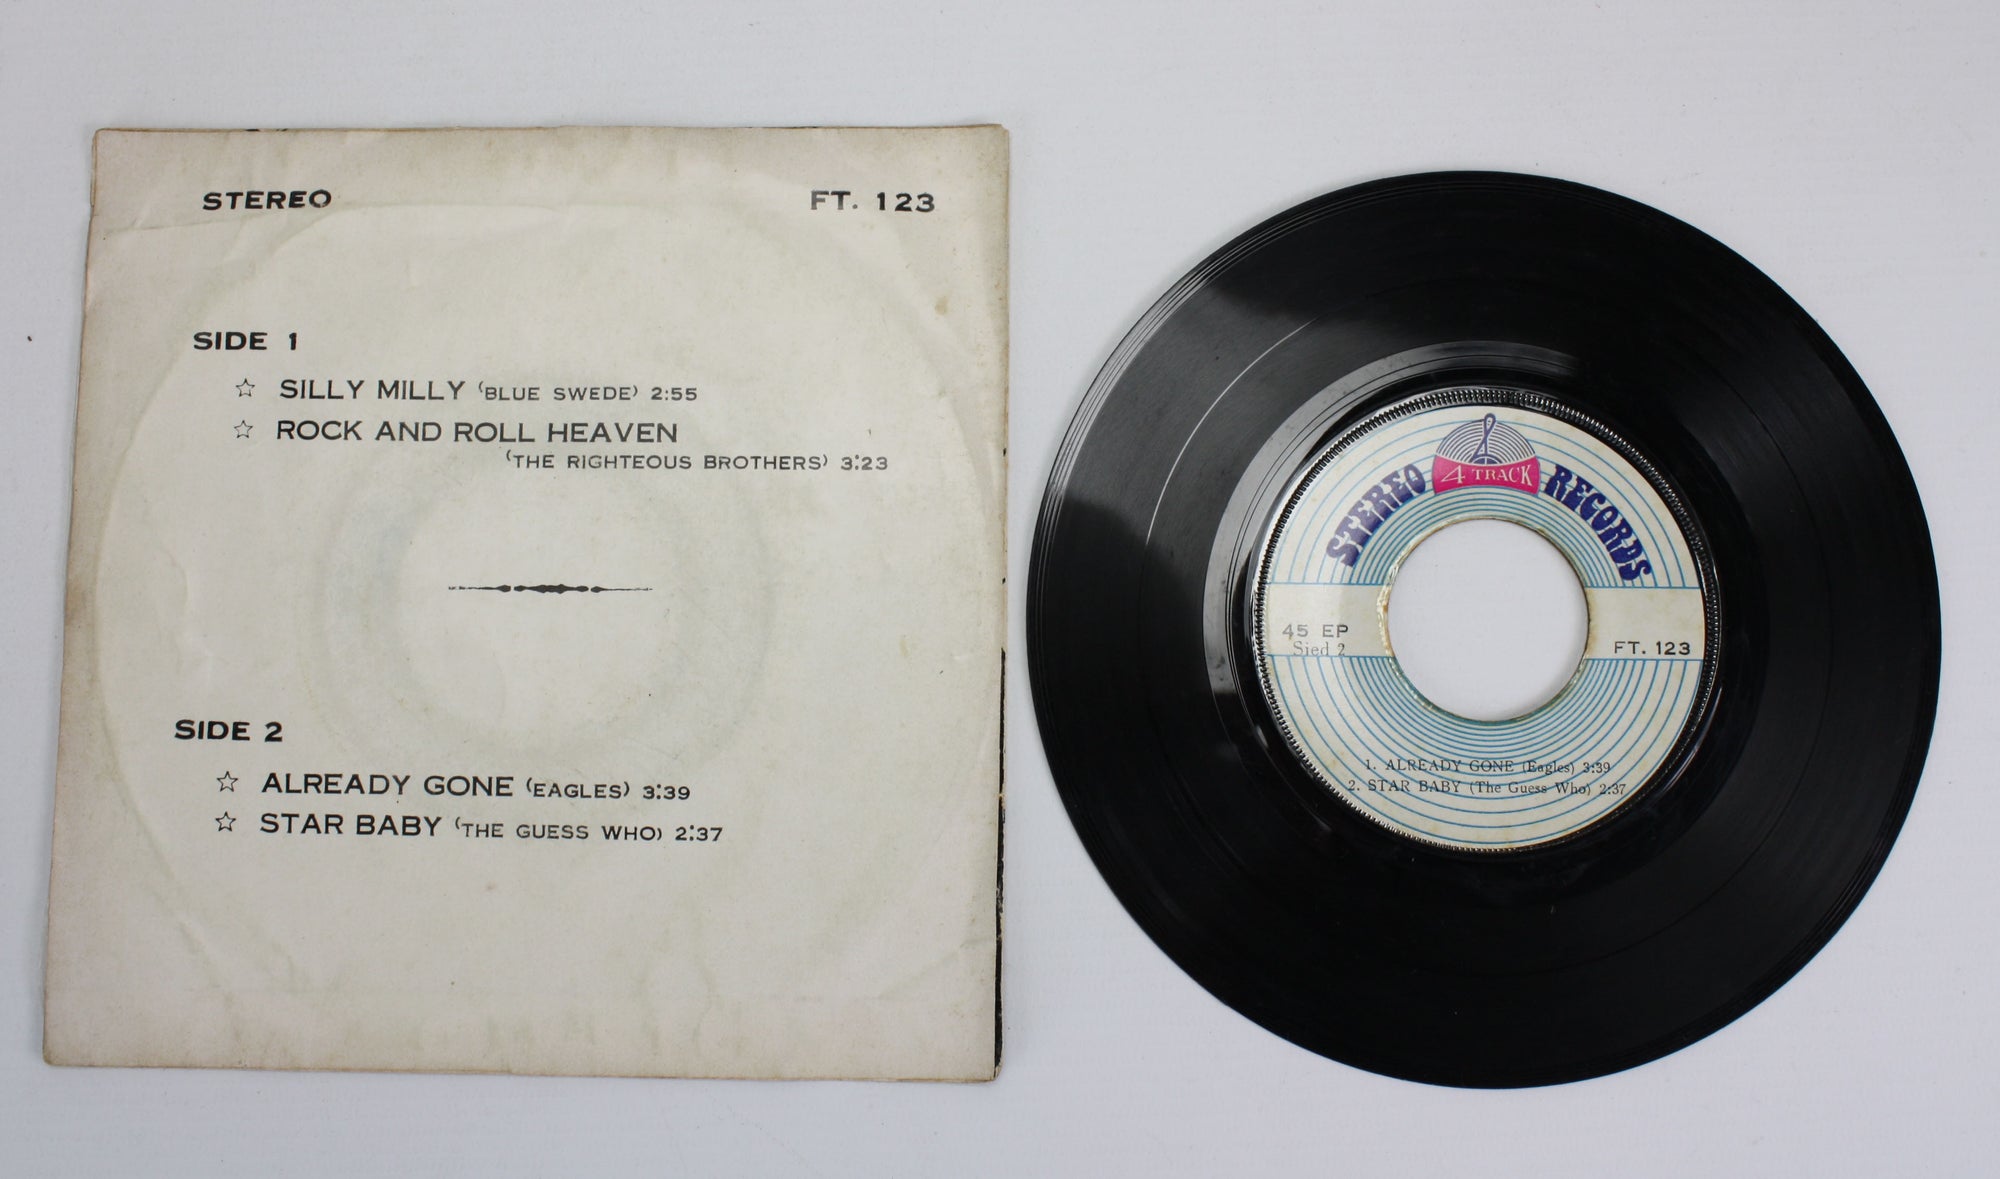 STEREO FT. 123
SIDE 1
☆ SILLY MILLY (BLUE SWEDE) 2:55
☆ ROCK AND ROLL HEAVEN
(THE RIGHTEOUS BROTHERS) 3:23
SIDE 2
☆ ALREADY GONE (EAGLES) 3:39
☆ STAR BABY (THE GUESS WHO) 2:37
4 TRACK
STEREO RECORDS
45 EP
Sied 2
FT. 123
1. ALREADY GONE (Eagles) 3:39
2. STAR BABY (The Guess Who) 2:37